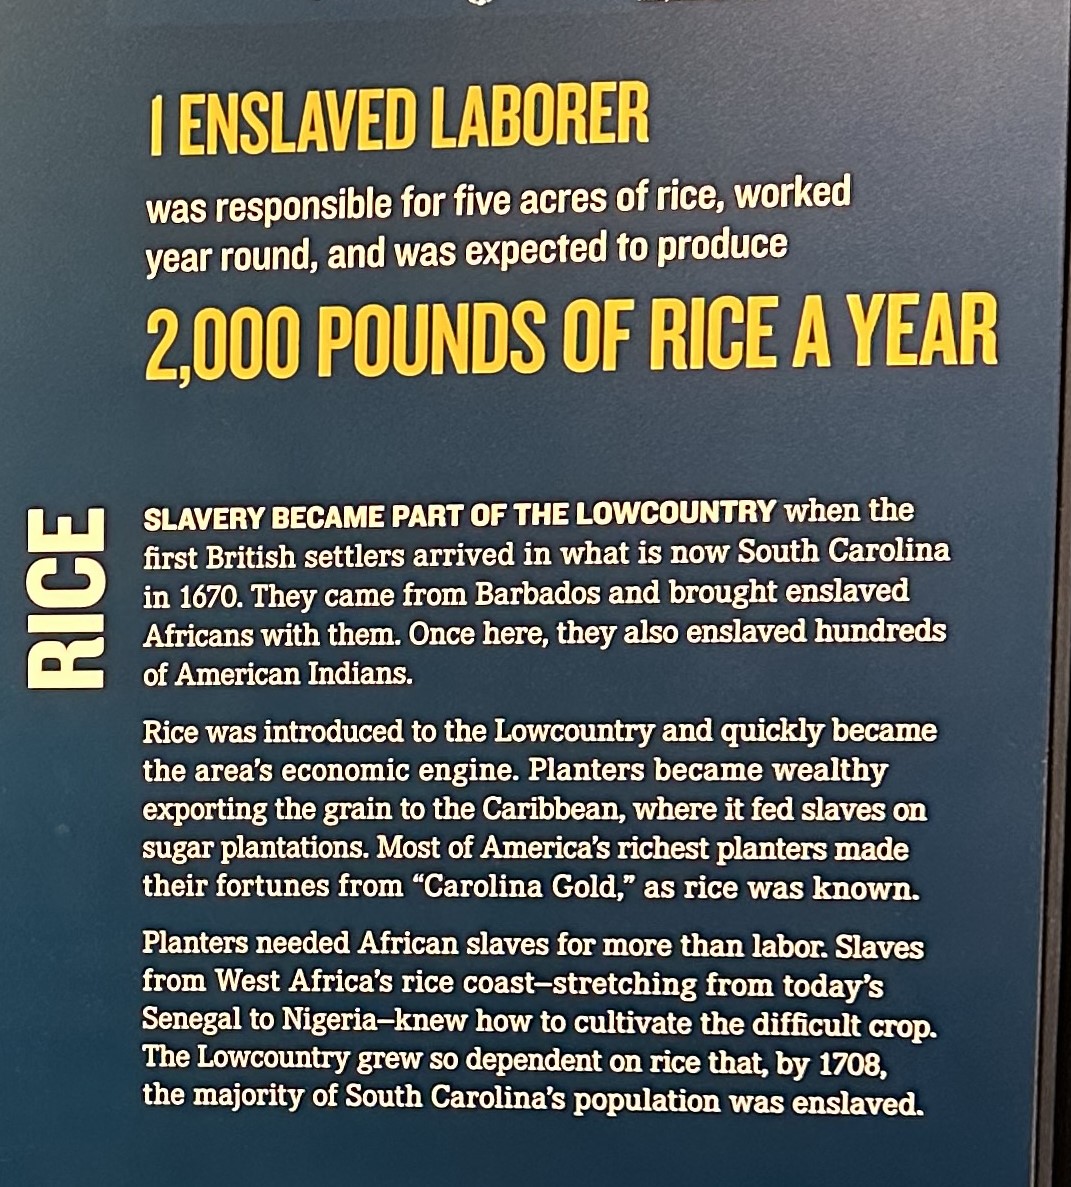 1 ENSLAVED LABORER
was responsible for five acres of rice, worked
year round, and was expected to produce
2,000 POUNDS OF RICE A YEAR
RICE
SLAVERY BECAME PART OF THE LOWCOUNTRY when the
first British settlers arrived in what is now South Carolina
in 1670. They came from Barbados and brought enslaved
Africans with them. Once here, they also enslaved hundreds
of American Indians.
Rice was introduced to the Lowcountry and quickly became
the area’s economic engine. Planters became wealthy
exporting the grain to the Caribbean, where it fed slaves on
sugar plantations. Most of America’s richest planters made
their fortunes from “Carolina Gold,” as rice was known.
Planters needed African slaves for more than labor. Slaves
from West Africa’s rice coast—stretching from today’s
Senegal to Nigeria—knew how to cultivate the difficult crop.
The Lowcountry grew so dependent on rice that, by 1708,
the majority of South Carolina’s population was enslaved.